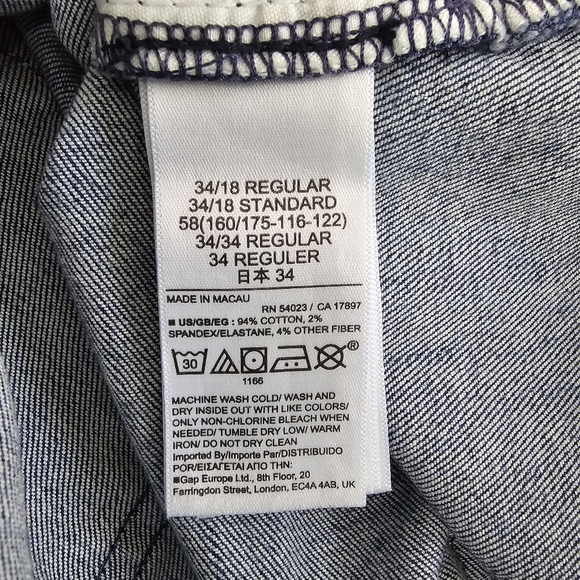 34/18 REGULAR
34/18 STANDARD
58(160/175-116-122)
34/34 REGULAR
34 REGULER
日本 34
MADE IN MACAU
RN 54023 / CA 17897
■ US/GB/EG : 94% COTTON, 2%
SPANDEX/ELASTANE, 4% OTHER FIBER
30
®
1166
MACHINE WASH COLD/ WASH AND
DRY INSIDE OUT WITH LIKE COLORS/
ONLY NON-CHLORINE BLEACH WHEN
NEEDED/ TUMBLE DRY LOW/ WARM
IRON/ DO NOT DRY CLEAN
Imported By/Importe Par/DISTRIBUIDO
POR/ΕΙΣΑΓΕΤΑΙ ΑΠΟ ΤΗΝ:
■Gap Europe Ltd., 8th Floor, 20
Farringdon Street, London, EC4A 4AB, UK